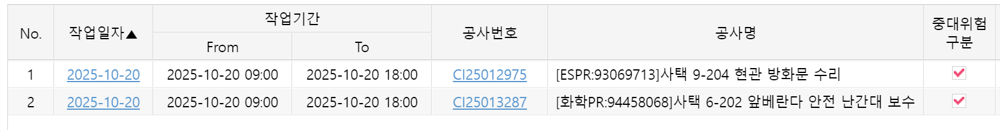 No. 작업일자▲ 작업기간 공사번호 공사명 중대위험
구분
From To
1 2025-10-20 2025-10-20 09:00 2025-10-20 18:00 CI25012975 [ESPR:93069713]사택 9-204 현관 방화문 수리
2 2025-10-20 2025-10-20 09:00 2025-10-20 18:00 CI25013287 [화학PR:94458068]사택 6-202 앞베란다 안전 난간대 보수